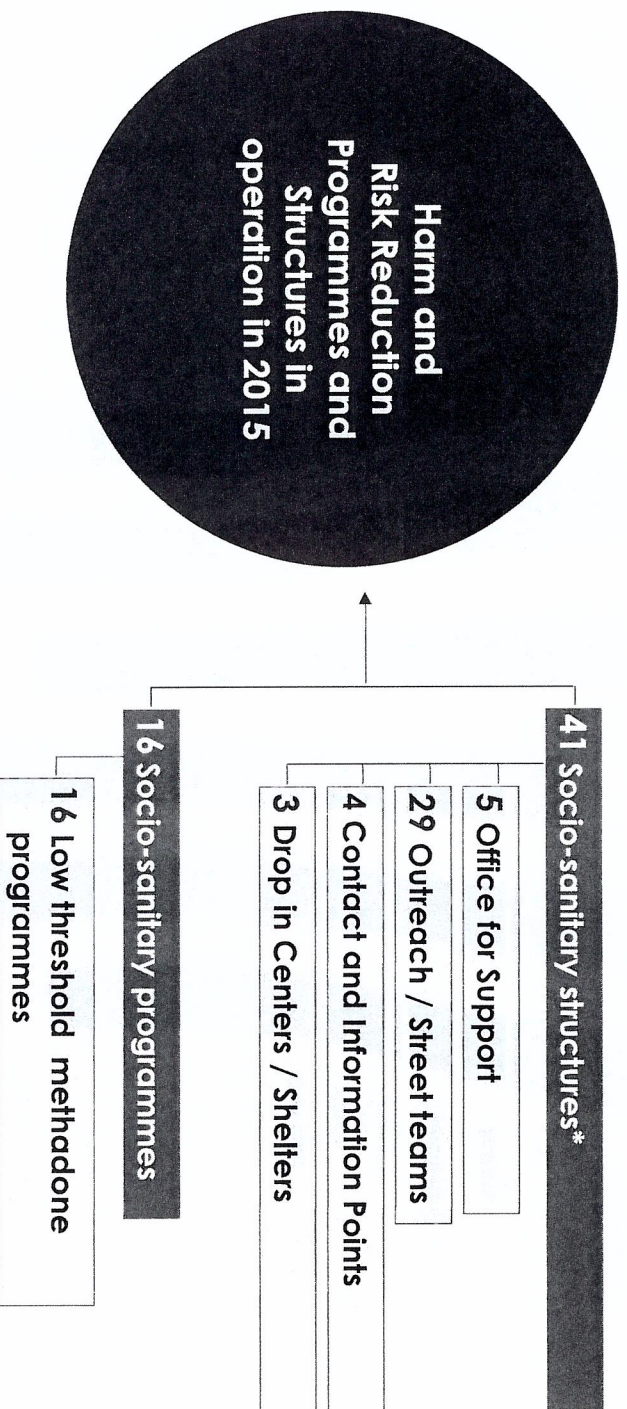 Harm and
Risk Reduction
Programmes and
Structures in
operation in 2015
41 Socio-sanitary structures*
5 Office for Support
29 Outreach / Street teams
4 Contact and Information Points
3 Drop in Centers / Shelters
16 Socio-sanitary programmes
16 Low threshold methadone
programmes